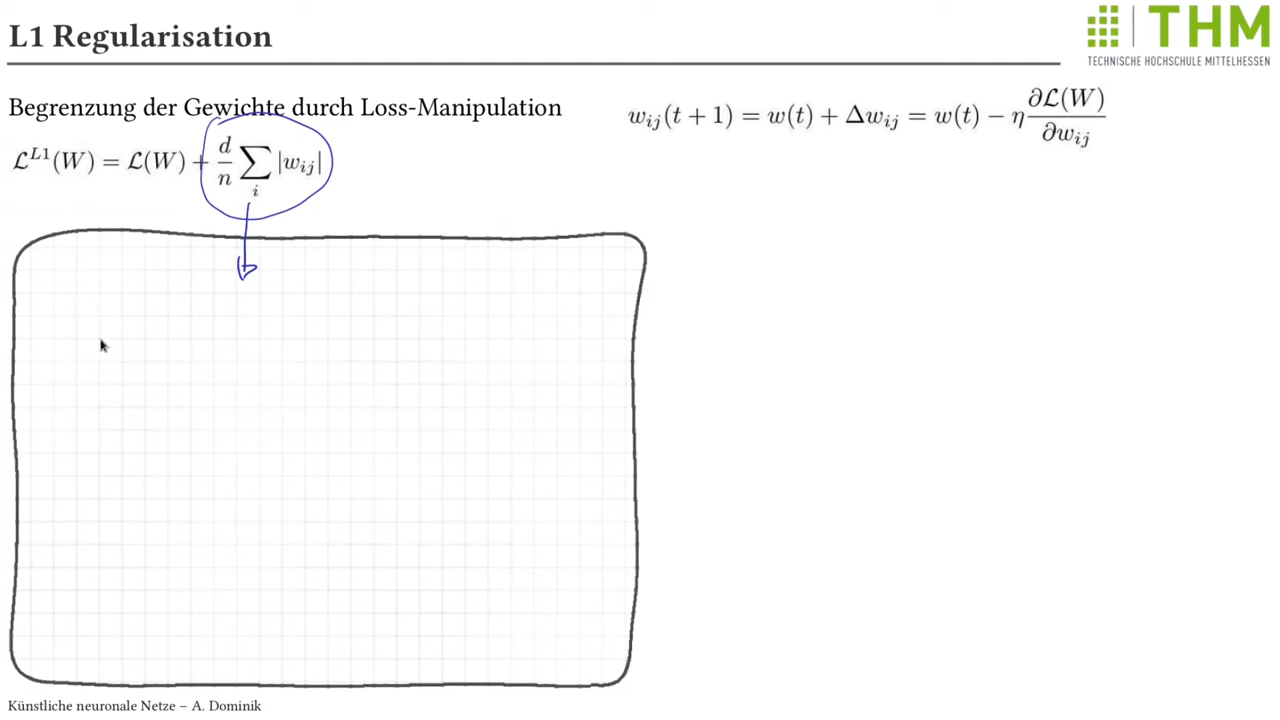 L1 Regularisation
THM
TECHNISCHE HOCHSCHULE MITTELHESSEN
Begrenzung der Gewichte durch Loss-Manipulation
w_{ij}(t + 1) = w(t) + Δw_{ij} = w(t) − η ∂ℒ(W)/∂w_{ij}
ℒ^{L1}(W) = ℒ(W) + d/n ∑_i |w_{ij}|
Künstliche neuronale Netze – A. Dominik